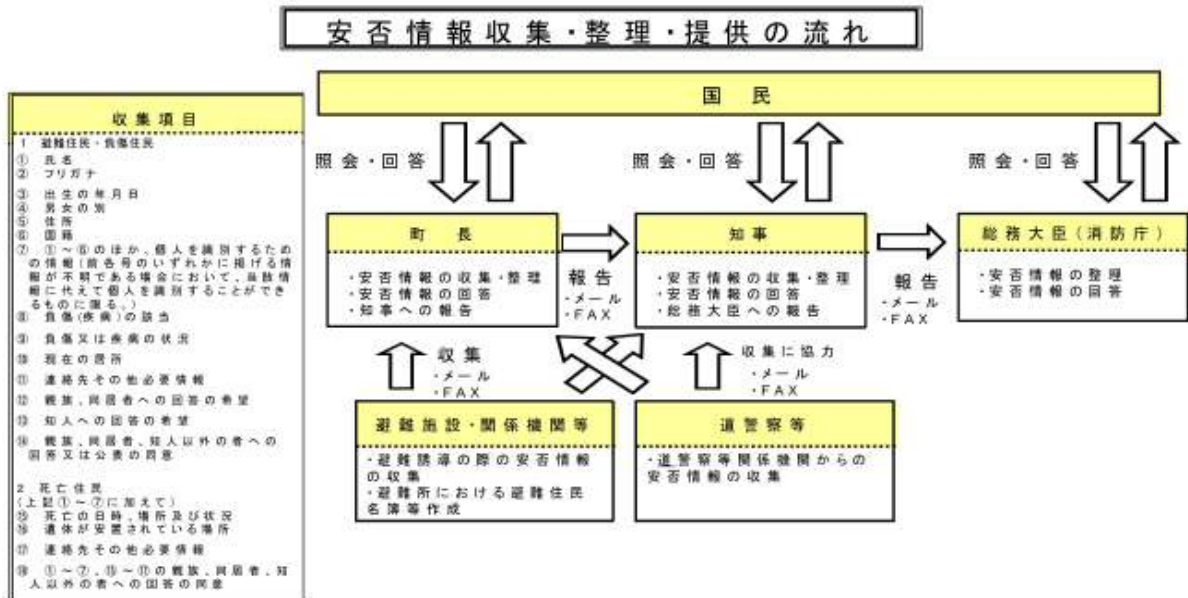 安否情報収集・整理・提供の流れ
国民
収集項目
1 避難住民・負傷住民
① 氏名
② フリガナ
③ 出生の年月日
④ 男女の別
⑤ 住所
⑥ 国籍
⑦ ①～⑥のほか、個人を識別するため
の情報(前各号のいずれかに掲げる情
報が不明である場合において、当該情
報に代えて個人を識別することができ
るものに限る。)
⑧ 負傷(疾病)の該当
⑨ 負傷又は疾病の状況
⑩ 現在の居所
⑪ 連絡先その他必要情報
⑫ 親族、同居者への回答の希望
⑬ 知人への回答の希望
⑭ 親族、同居者、知人以外の者への
回答又は公表の同意
2 死亡住民
(上記①～⑦に加えて)
⑮ 死亡の日時、場所及び状況
⑯ 遺体が安置されている場所
⑰ 連絡先その他必要情報
⑱ ①～⑦、⑮～⑰の親族、同居者、知
人以外の者への回答の同意
照会・回答
照会・回答
照会・回答
町長
・安否情報の収集・整理
・安否情報の回答
・知事への報告
報告
・メール
・FAX
知事
・安否情報の収集・整理
・安否情報の回答
・総務大臣への報告
報告
・メール
・FAX
総務大臣(消防庁)
・安否情報の整理
・安否情報の回答
収集
・メール
・FAX
収集に協力
・メール
・FAX
避難施設・関係機関等
・避難誘導の際の安否情報
の収集
・避難所における避難住民
名簿等作成
道警察等
・道警察等関係機関からの
安否情報の収集